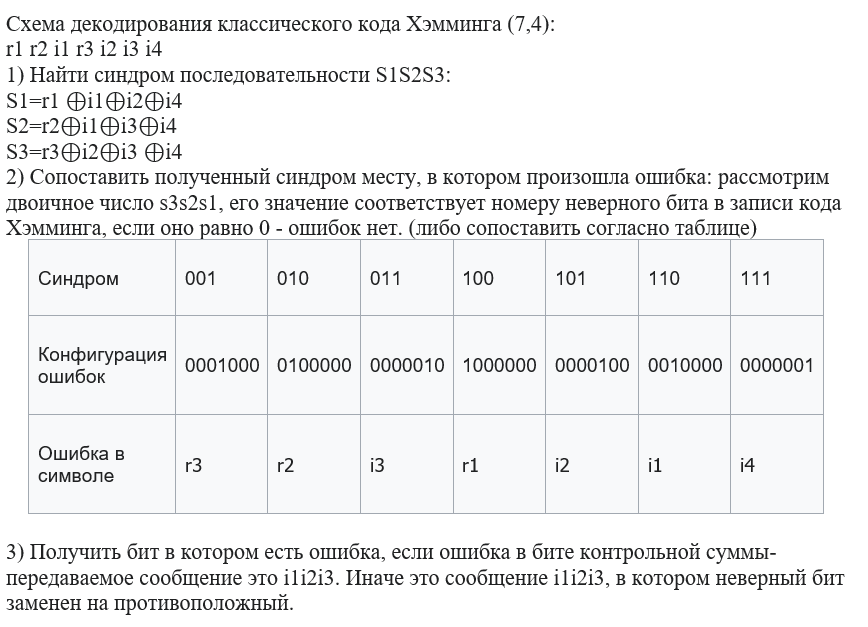 Схема декодирования классического кода Хэмминга (7,4):
r1 r2 i1 r3 i2 i3 i4
1) Найти синдром последовательности S1S2S3:
S1=r1 ⊕i1⊕i2⊕i4
S2=r2⊕i1⊕i3⊕i4
S3=r3⊕i2⊕i3 ⊕i4
2) Сопоставить полученный синдром месту, в котором произошла ошибка: рассмотрим
двоичное число s3s2s1, его значение соответствует номеру неверного бита в записи кода
Хэмминга, если оно равно 0 - ошибок нет. (либо сопоставить согласно таблице)
Синдром 001 010 011 100 101 110 111
Конфигурация
ошибок 0001000 0100000 0000010 1000000 0000100 0010000 0000001
Ошибка в
символе r3 r2 i3 r1 i2 i1 i4
3) Получить бит в котором есть ошибка, если ошибка в бите контрольной суммы-
передаваемое сообщение это i1i2i3. Иначе это сообщение i1i2i3, в котором неверный бит
заменен на противоположный.